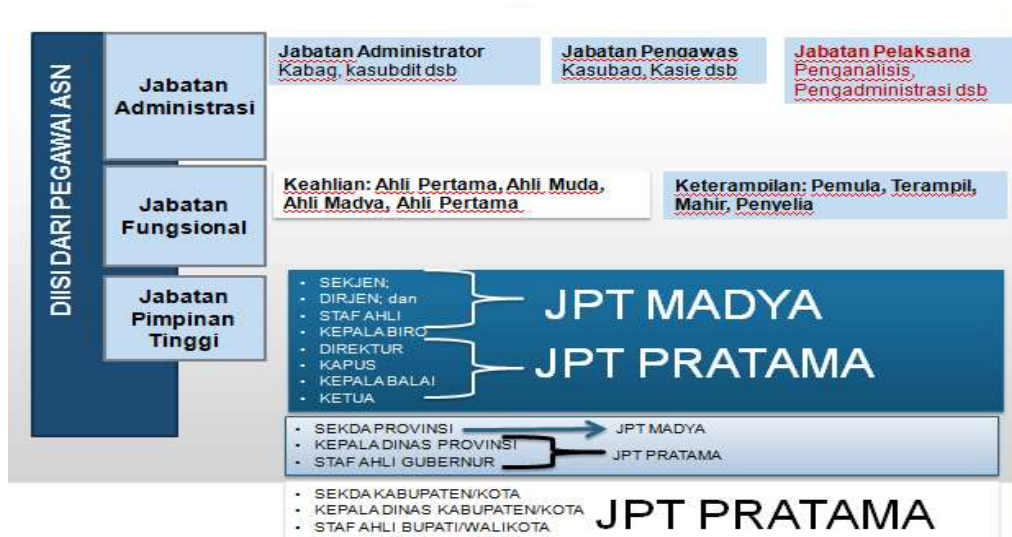 DIISI DARI PEGAWAI ASN
Jabatan
Administrasi
Jabatan Administrator
Kabag, kasubdit dsb
Jabatan Pengawas
Kasubag, Kasie dsb
Jabatan Pelaksana
Penganalisis,
Pengadministrasi dsb
Jabatan
Fungsional
Keahlian: Ahli Pertama, Ahli Muda,
Ahli Madya, Ahli Pertama
Keterampilan: Pemula, Terampil,
Mahir, Penyelia
Jabatan
Pimpinan
Tinggi
• SEKJEN;
• DIRJEN; dan
• STAF AHLI
• KEPALA BIRO
• DIREKTUR
• KAPUS
• KEPALA BALAI
• KETUA
JPT MADYA
JPT PRATAMA
• SEKDA PROVINSI
• KEPALA DINAS PROVINSI
• STAF AHLI GUBERNUR
JPT MADYA
JPT PRATAMA
• SEKDA KABUPATEN/KOTA
• KEPALA DINAS KABUPATEN/KOTA
• STAF AHLI BUPATI/WALIKOTA
JPT PRATAMA